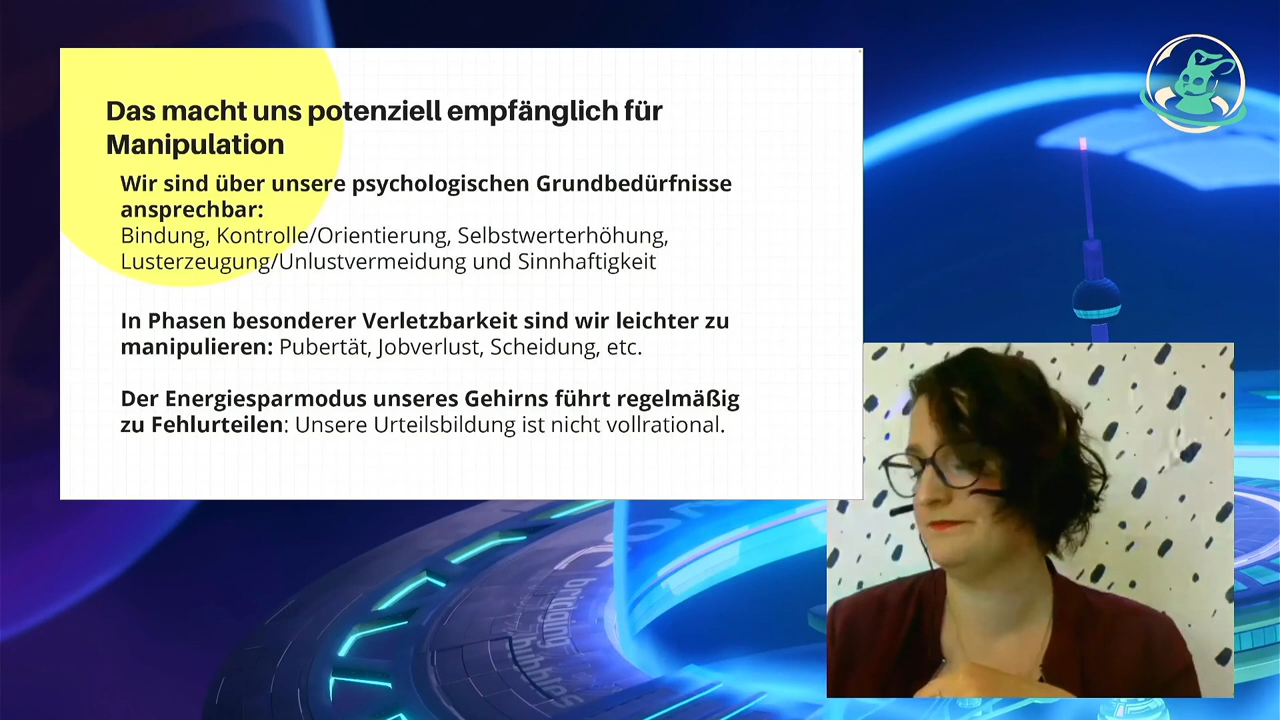 Das macht uns potenziell empfänglich für
Manipulation
Wir sind über unsere psychologischen Grundbedürfnisse
ansprechbar:
Bindung, Kontrolle/Orientierung, Selbstwerterhöhung,
Lusterzeugung/Unlustvermeidung und Sinnhaftigkeit
In Phasen besonderer Verletzbarkeit sind wir leichter zu
manipulieren: Pubertät, Jobverlust, Scheidung, etc.
Der Energiesparmodus unseres Gehirns führt regelmäßig
zu Fehlurteilen: Unsere Urteilsbildung ist nicht vollrational.
bridging
bubbles